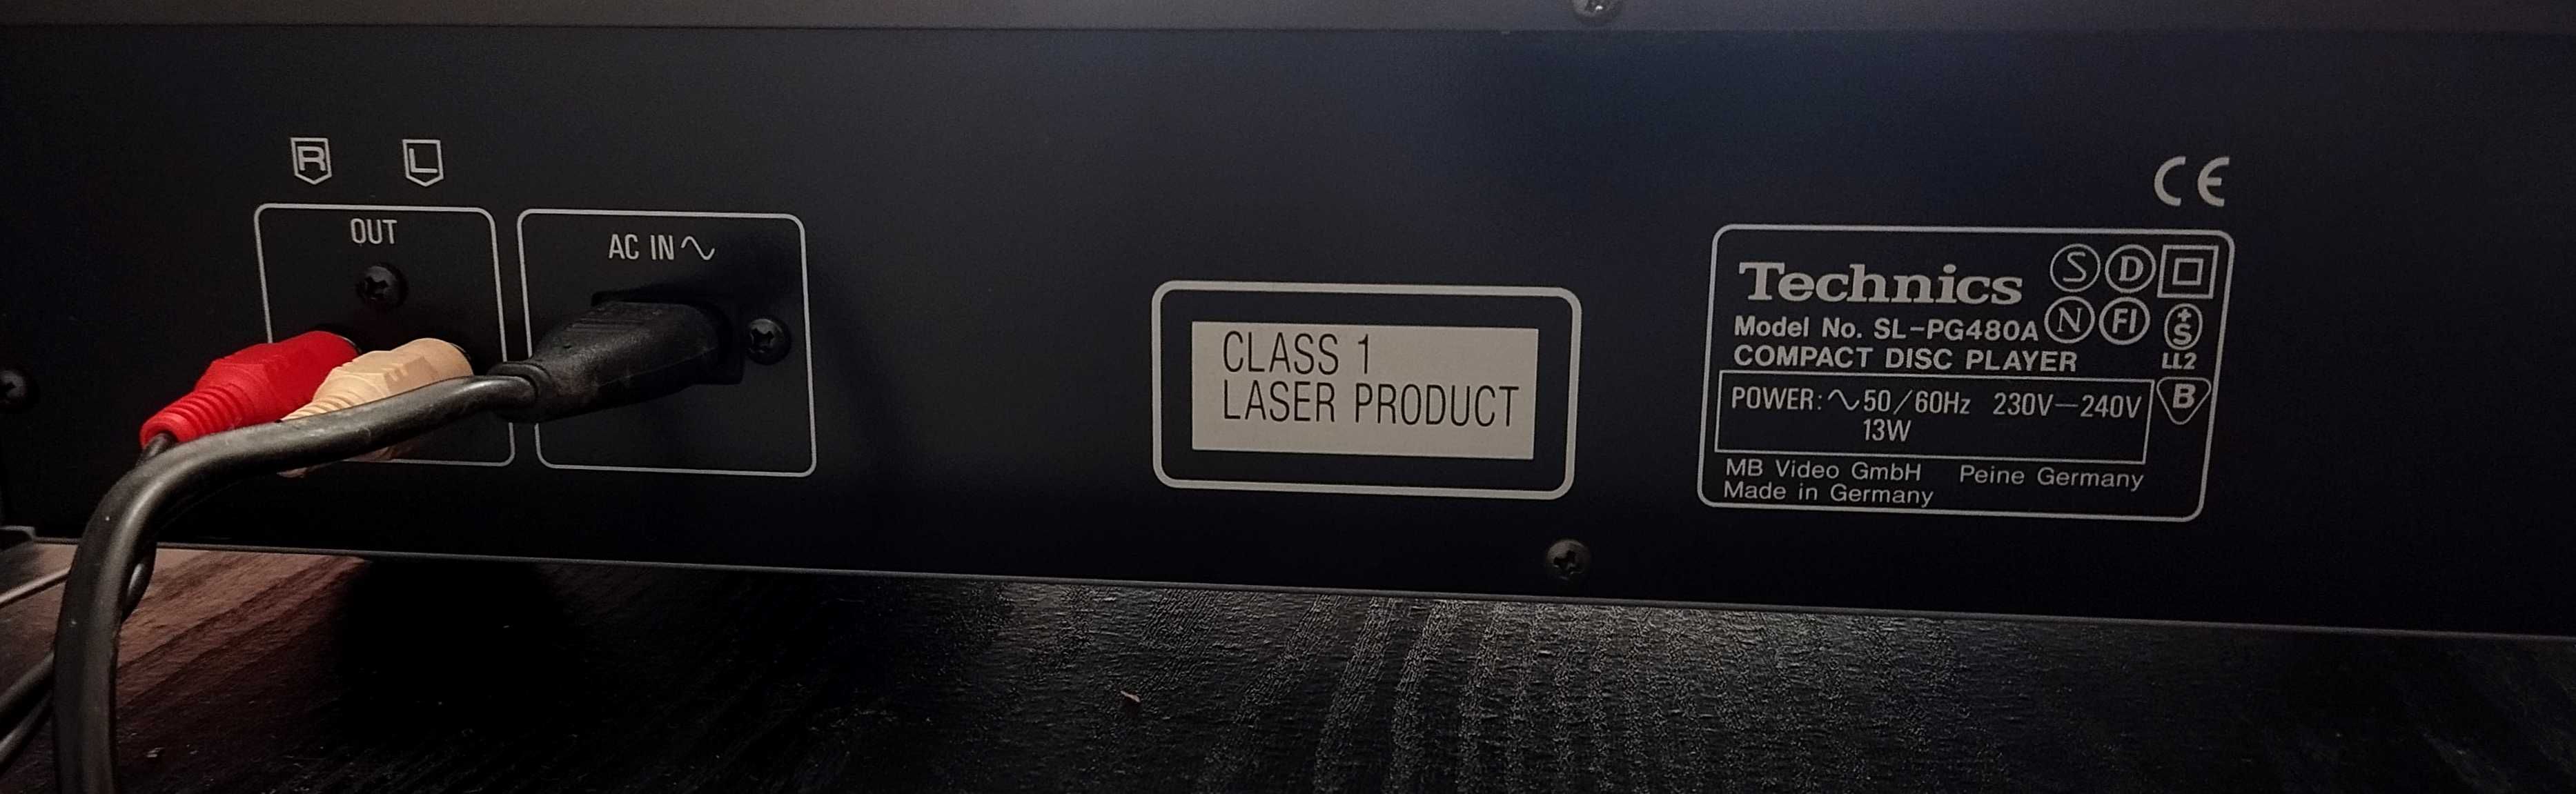 R L
OUT
AC IN
CLASS 1
LASER PRODUCT
CE
Technics S D
Model No. SL-PG480A N FI +S
COMPACT DISC PLAYER LL2
POWER: ∿50/60Hz 230V—240V B
13W
MB Video GmbH Peine Germany
Made in Germany